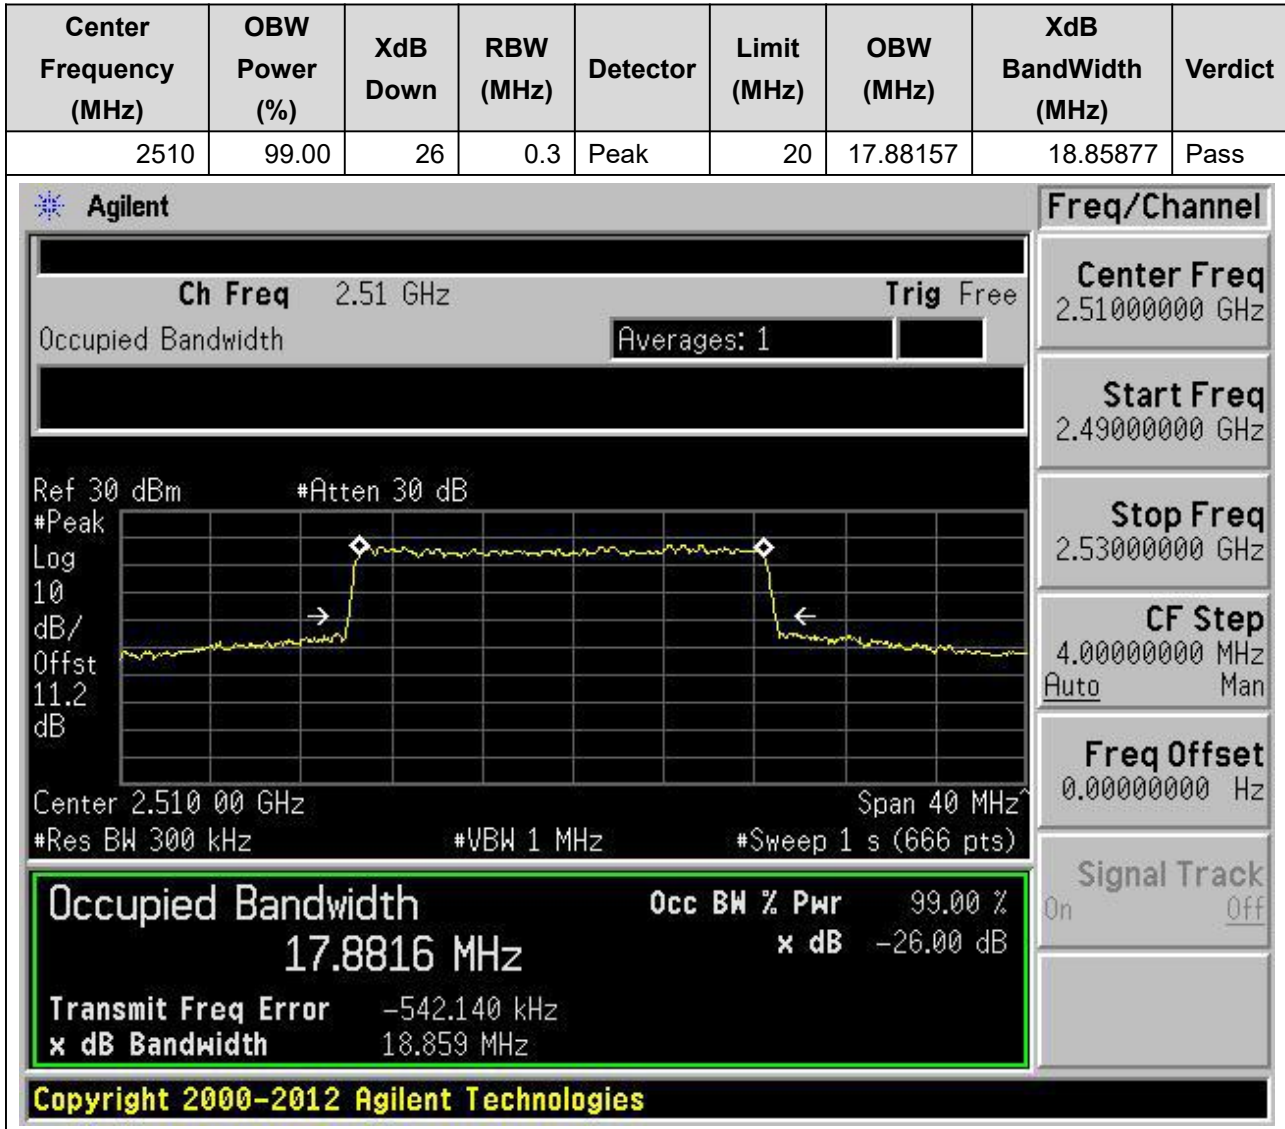 Center Frequency (MHz) OBW Power (%) XdB Down RBW (MHz) Detector Limit (MHz) OBW (MHz) XdB BandWidth (MHz) Verdict
2510 99.00 26 0.3 Peak 20 17.88157 18.85877 Pass
Agilent
Freq/Channel
Ch Freq 2.51 GHz Trig Free
Occupied Bandwidth Averages: 1
Center Freq
2.51000000 GHz
Start Freq
2.49000000 GHz
Stop Freq
2.53000000 GHz
CF Step
4.00000000 MHz
Auto Man
Freq Offset
0.00000000 Hz
Signal Track
On Off
Ref 30 dBm #Atten 30 dB
#Peak
Log
10
dB/
Offst
11.2
dB
Center 2.510 00 GHz Span 40 MHz^
#Res BW 300 kHz #VBW 1 MHz #Sweep 1 s (666 pts)
Occupied Bandwidth Occ BW % Pwr 99.00 %
17.8816 MHz x dB -26.00 dB
Transmit Freq Error -542.140 kHz
x dB Bandwidth 18.859 MHz
Copyright 2000-2012 Agilent Technologies